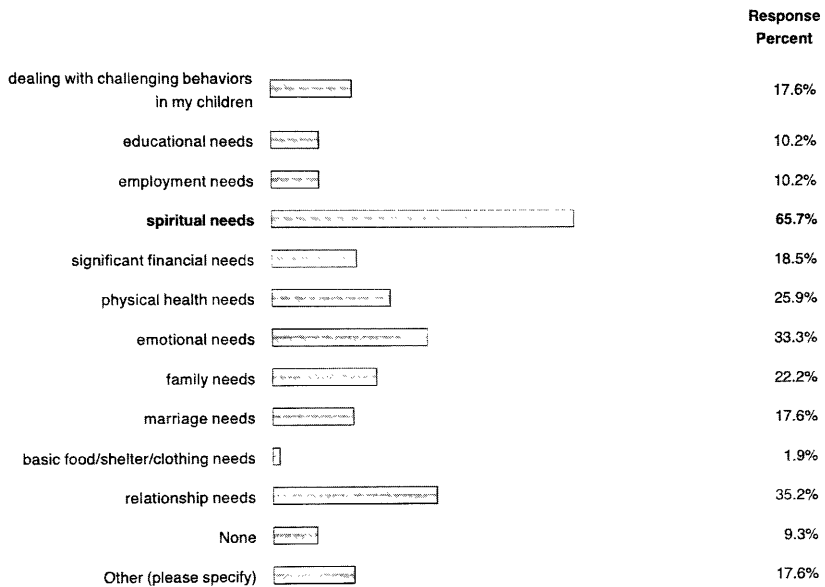 Response
Percent
dealing with challenging behaviors
in my children 17.6%
educational needs 10.2%
employment needs 10.2%
spiritual needs 65.7%
significant financial needs 18.5%
physical health needs 25.9%
emotional needs 33.3%
family needs 22.2%
marriage needs 17.6%
basic food/shelter/clothing needs 1.9%
relationship needs 35.2%
None 9.3%
Other (please specify) 17.6%